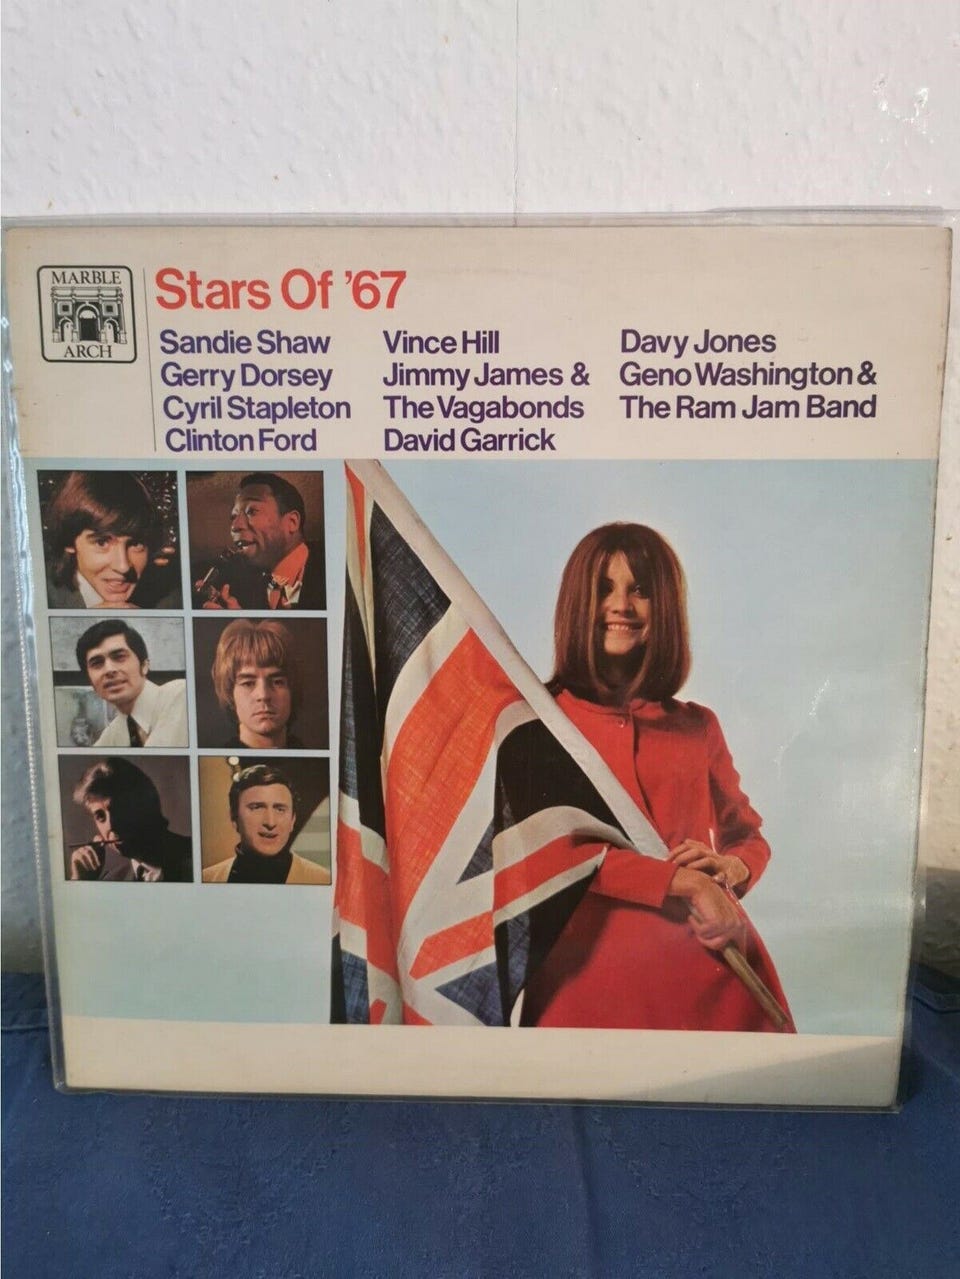 MARBLE
ARCH
Stars Of '67
Sandie Shaw
Gerry Dorsey
Cyril Stapleton
Clinton Ford
Vince Hill
Jimmy James &
The Vagabonds
David Garrick
Davy Jones
Geno Washington &
The Ram Jam Band